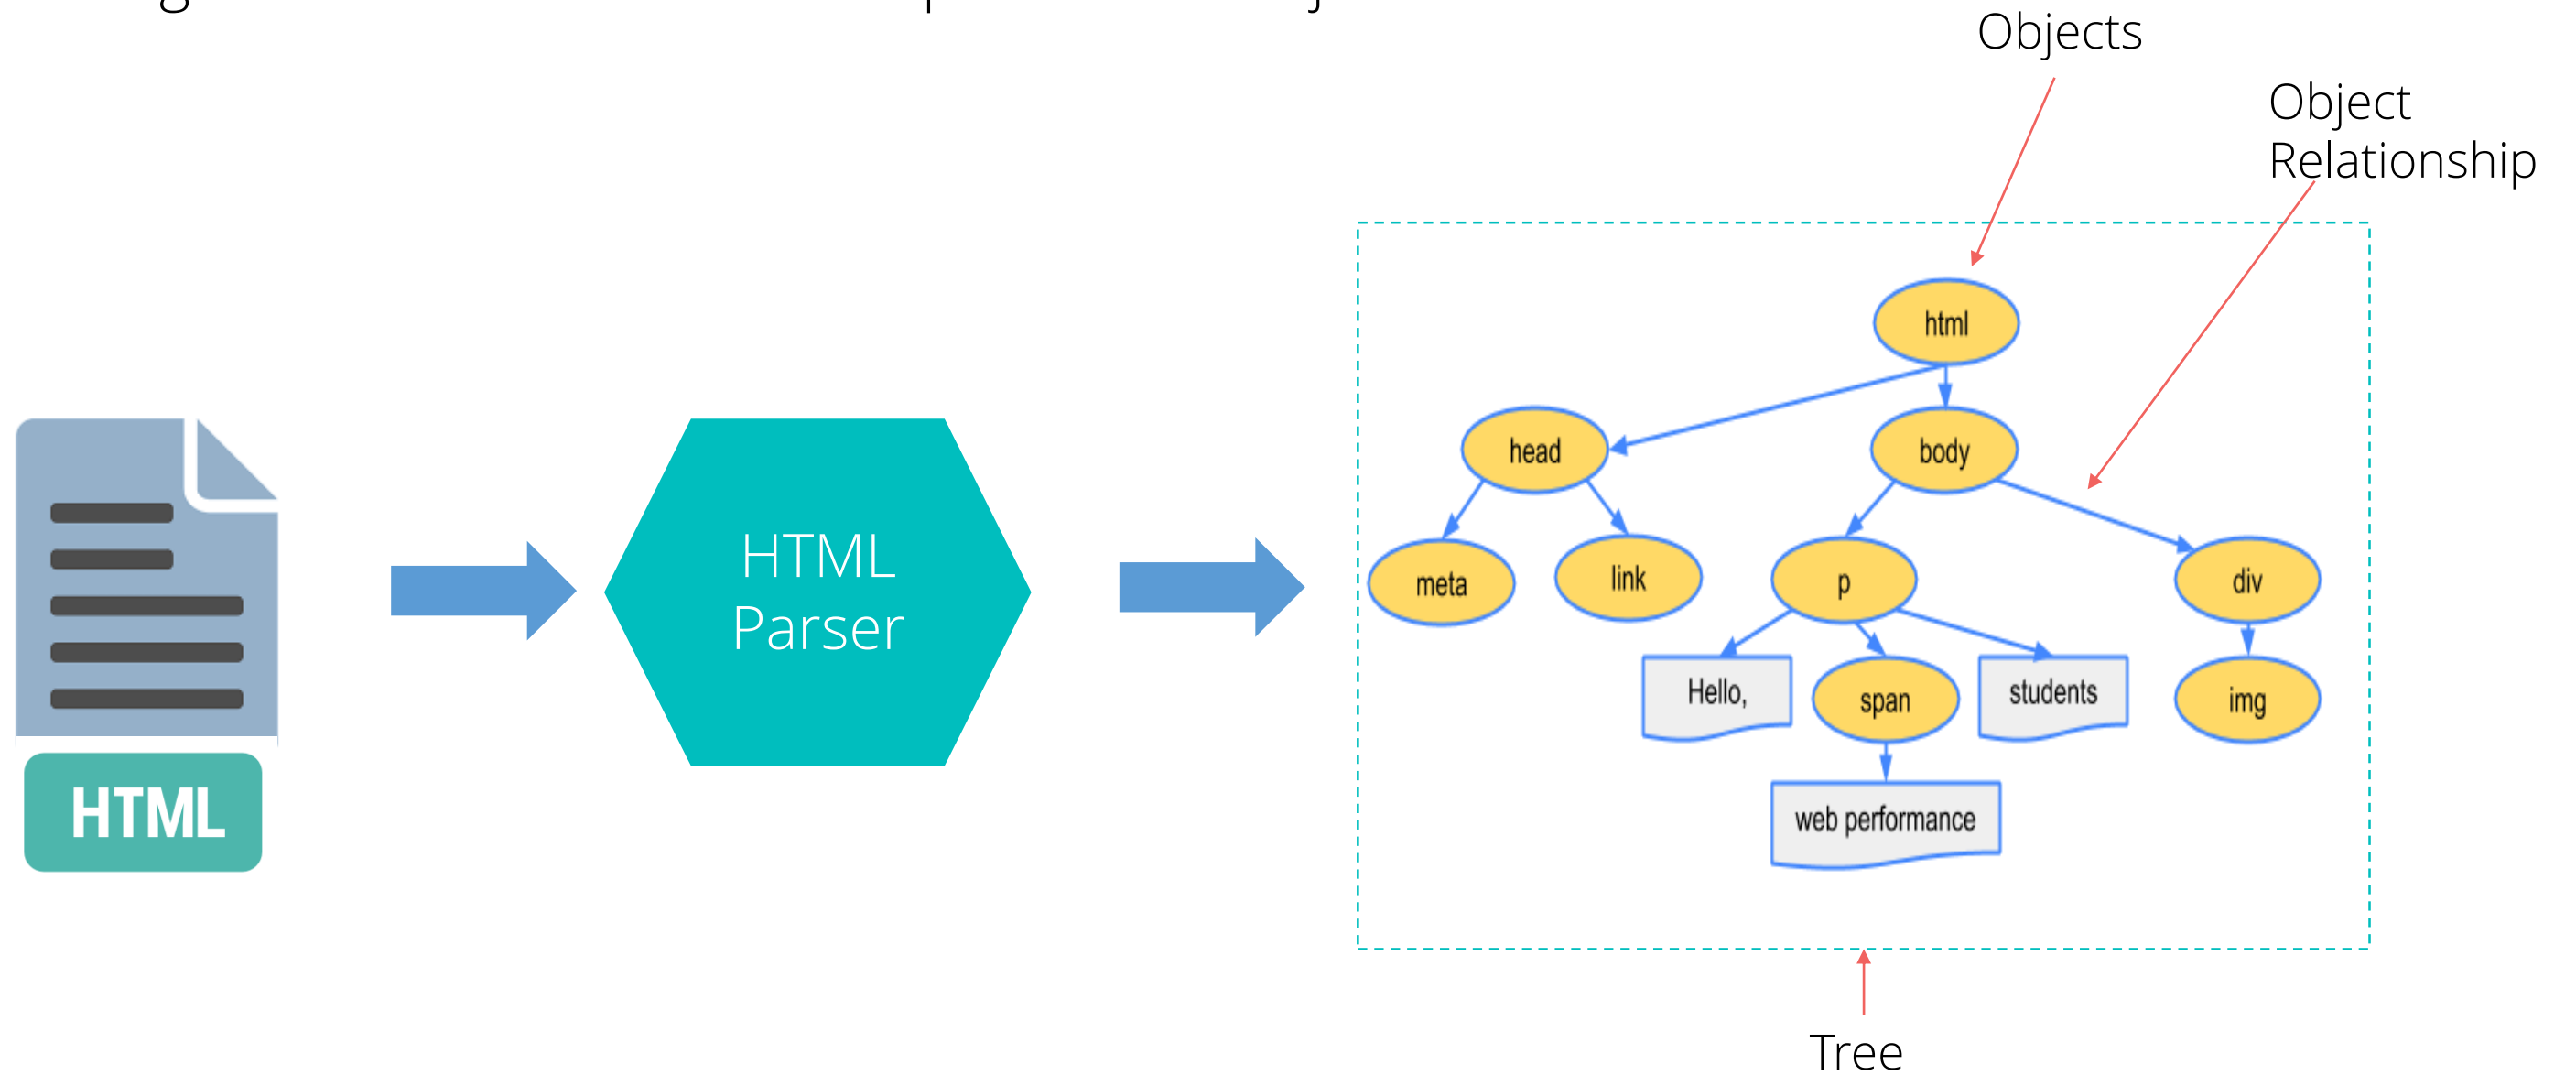 Objects
Object
Relationship
html
head
body
HTML
Parser
meta
link
p
div
Hello,
span
students
img
web performance
HTML
Tree